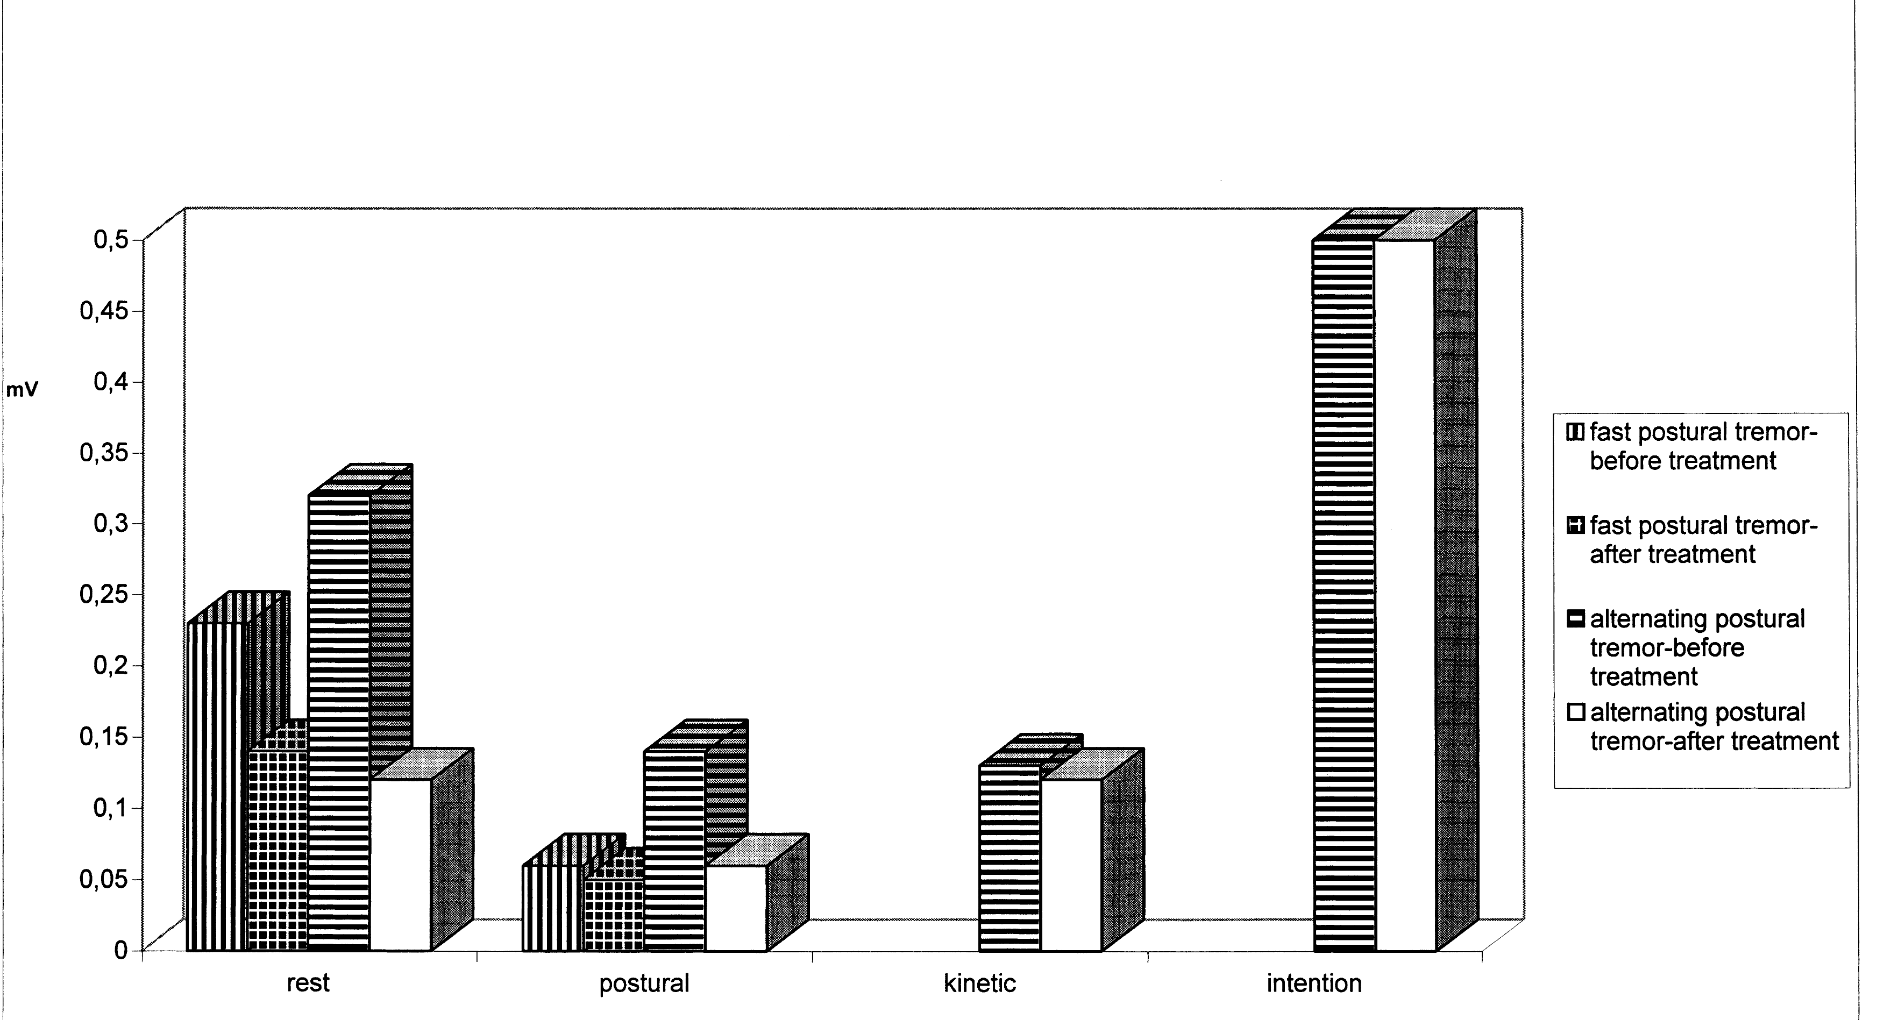 0,5
0,45
0,4
mV
0,35
0,3
0,25
0,2
0,15
0,1
0,05
0
rest
postural
kinetic
intention
fast postural tremor-
before treatment
fast postural tremor-
after treatment
alternating postural
tremor-before
treatment
alternating postural
tremor-after treatment